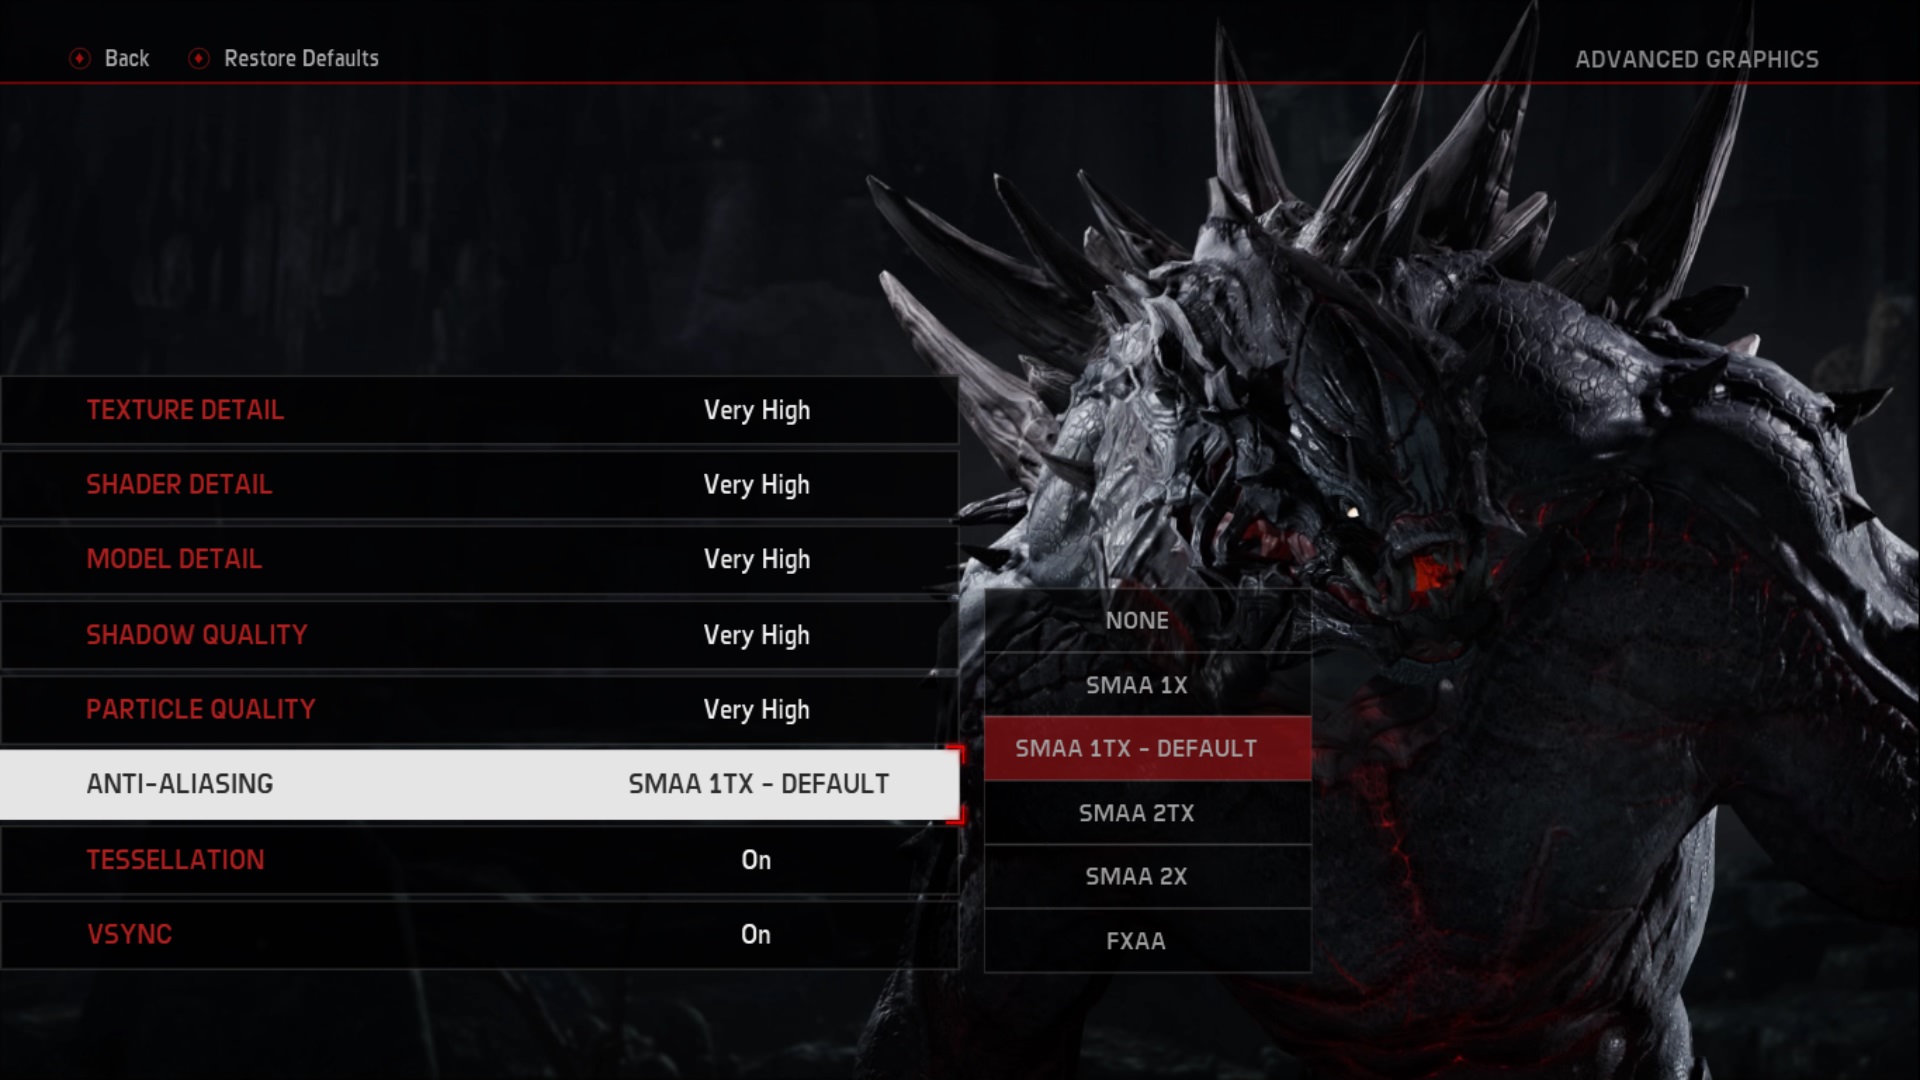 Back Restore Defaults ADVANCED GRAPHICS
TEXTURE DETAIL Very High
SHADER DETAIL Very High
MODEL DETAIL Very High
SHADOW QUALITY Very High
PARTICLE QUALITY Very High
ANTI-ALIASING SMAA 1TX - DEFAULT
TESSELLATION On
VSYNC On
NONE
SMAA 1X
SMAA 1TX - DEFAULT
SMAA 2TX
SMAA 2X
FXAA